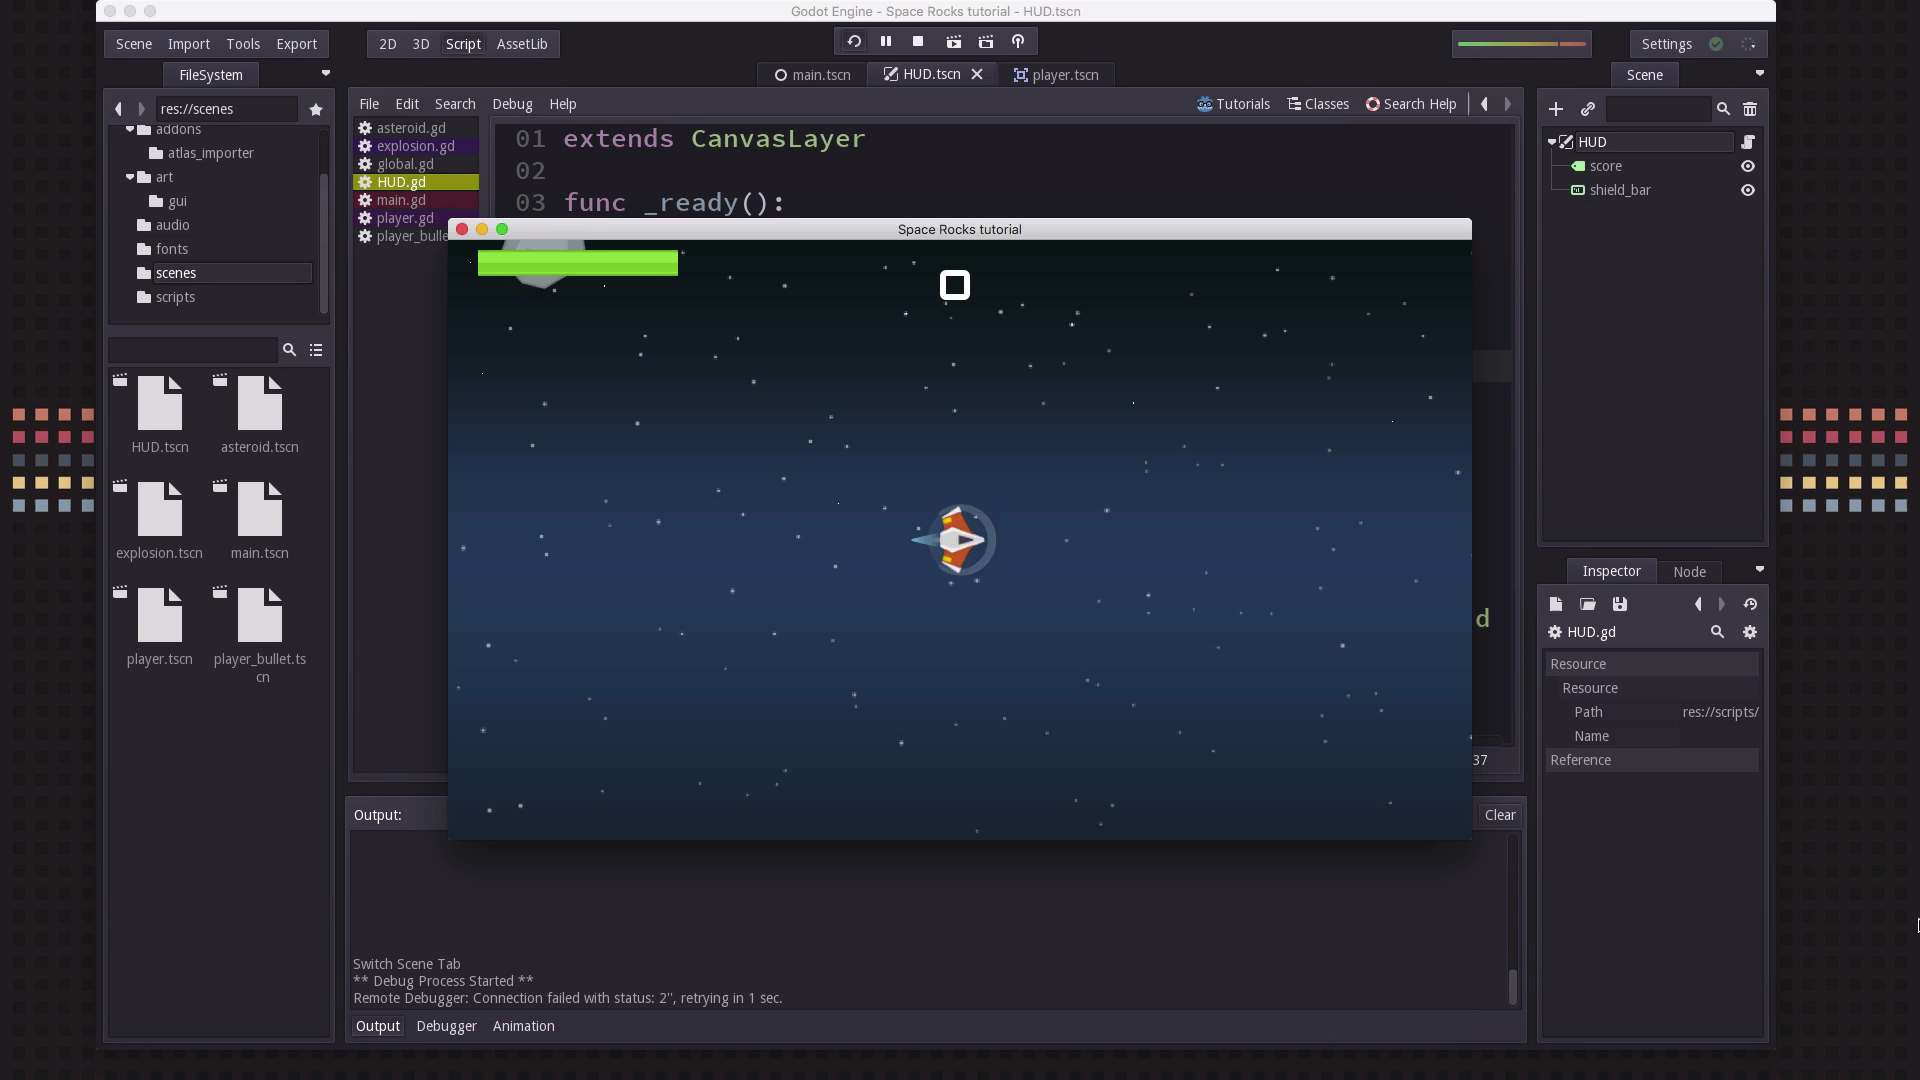 Godot Engine - Space Rocks tutorial - HUD.tscn
Scene Import Tools Export
2D 3D Script AssetLib
Settings
FileSystem
main.tscn
HUD.tscn
player.tscn
Scene
res://scenes
File Edit Search Debug Help
Tutorials Classes Search Help
addons
atlas_importer
art
gui
audio
fonts
scenes
scripts
asteroid.gd
explosion.gd
global.gd
HUD.gd
main.gd
player.gd
player_bulle
01 extends CanvasLayer
02
03 func _ready():
Space Rocks tutorial
d
37
HUD
score
shield_bar
HUD.tscn
asteroid.tscn
explosion.tscn
main.tscn
player.tscn
player_bullet.ts
cn
Inspector Node
HUD.gd
Resource
Resource
Path res://scripts/
Name
Reference
Output:
Clear
Switch Scene Tab
** Debug Process Started **
Remote Debugger: Connection failed with status: 2'', retrying in 1 sec.
Output Debugger Animation